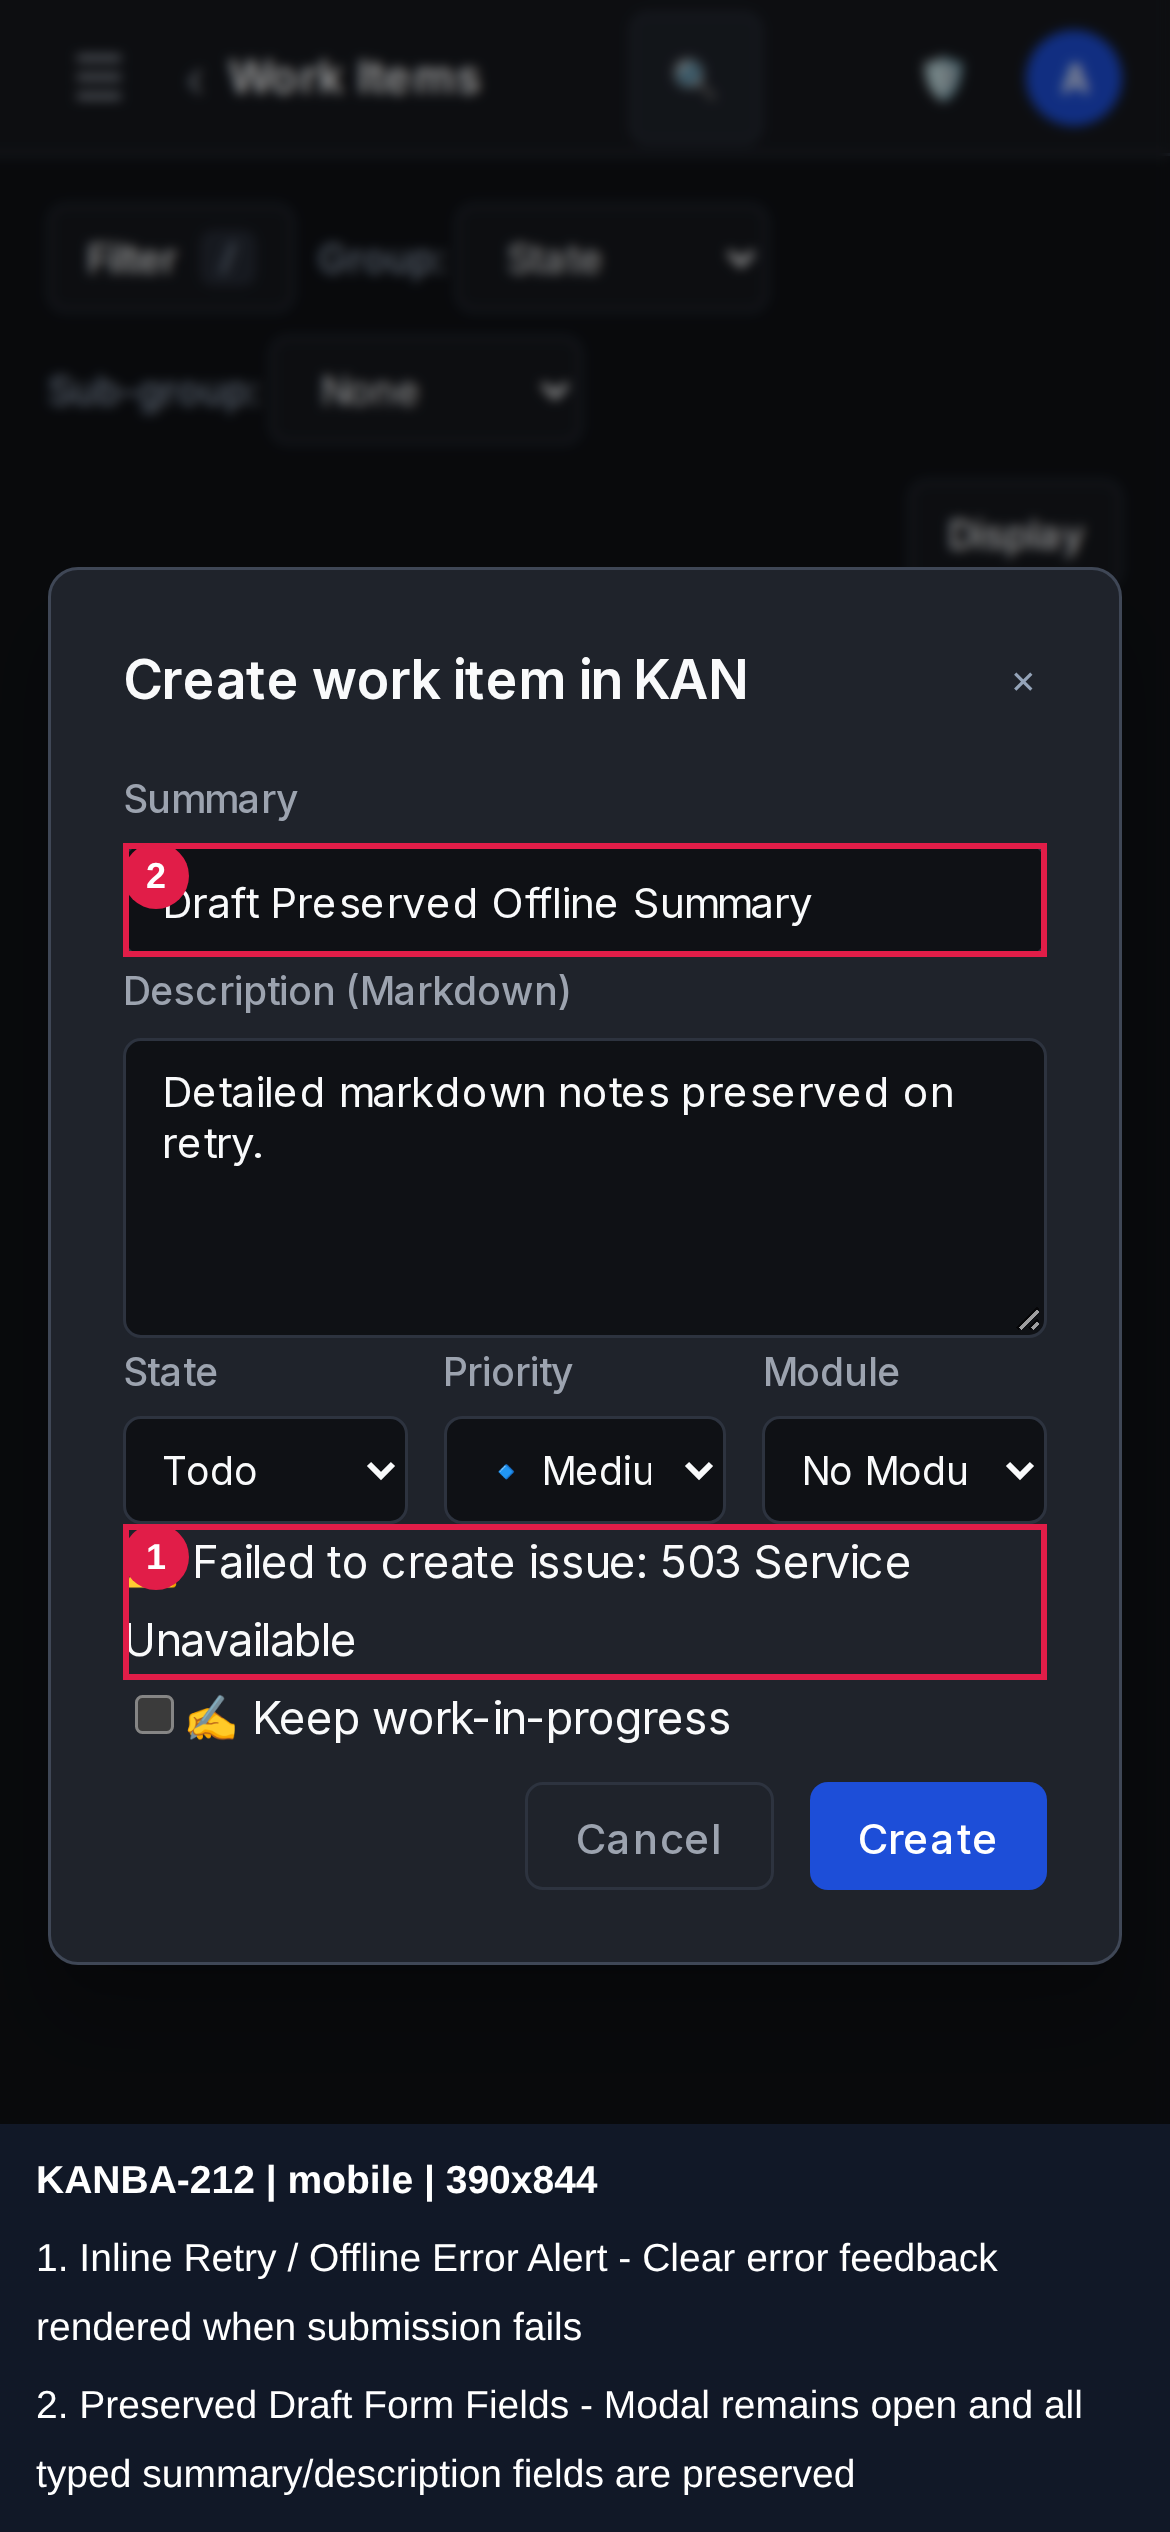 Work Items
A
Filter /
Group: State
Sub-group: None
Display
Create work item in KAN
×
Summary
2
Draft Preserved Offline Summary
Description (Markdown)
Detailed markdown notes preserved on
retry.
State Priority Module
Todo Mediu No Modu
1
Failed to create issue: 503 Service
Unavailable
Keep work-in-progress
Cancel Create
KANBA-212 | mobile | 390x844
1. Inline Retry / Offline Error Alert - Clear error feedback
rendered when submission fails
2. Preserved Draft Form Fields - Modal remains open and all
typed summary/description fields are preserved